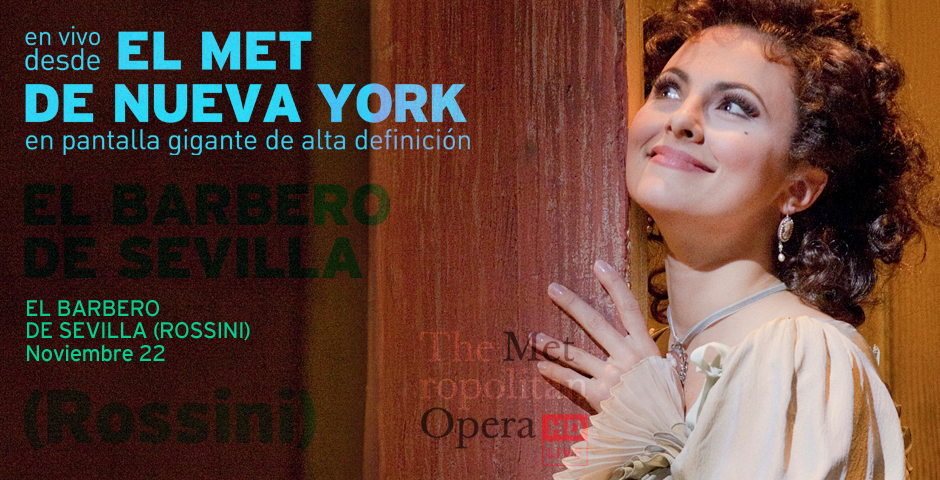 en vivo
desde EL MET
DE NUEVA YORK
en pantalla gigante de alta definición
EL BARBERO
DE SEVILLA
EL BARBERO
DE SEVILLA (ROSSINI)
Noviembre 22
(Rossini)
The Met
ropolitan
Opera HD
LIVE